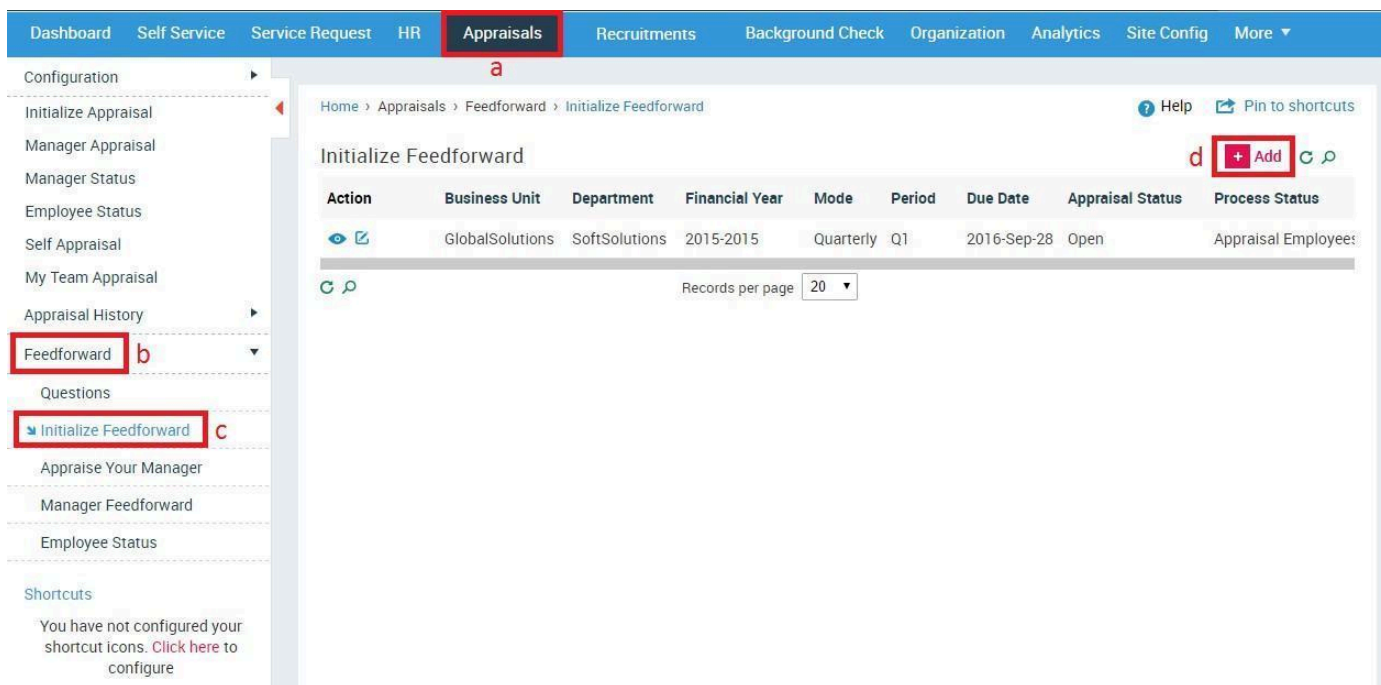 Dashboard Self Service Service Request HR Appraisals Recruitments Background Check Organization Analytics Site Config More
a
Configuration
Initialize Appraisal
Manager Appraisal
Manager Status
Employee Status
Self Appraisal
My Team Appraisal
Appraisal History
Feedforward b
Questions
Initialize Feedforward c
Appraise Your Manager
Manager Feedforward
Employee Status
Shortcuts
You have not configured your
shortcut icons. Click here to
configure
Home › Appraisals › Feedforward › Initialize Feedforward
Help Pin to shortcuts
Initialize Feedforward
d + Add
Action Business Unit Department Financial Year Mode Period Due Date Appraisal Status Process Status
GlobalSolutions SoftSolutions 2015-2015 Quarterly Q1 2016-Sep-28 Open Appraisal Employees
Records per page 20